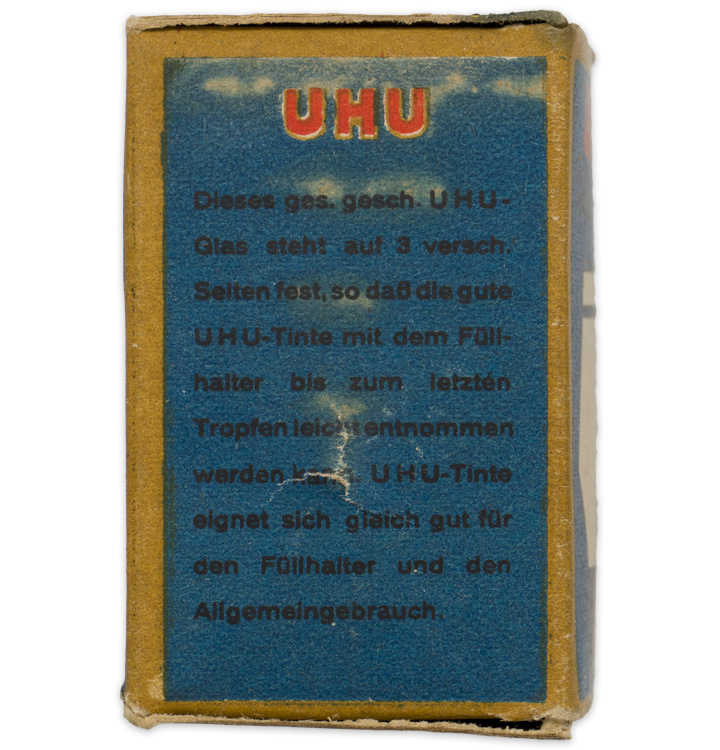 UHU
Dieses ges. gesch. UHU-
Glas steht auf 3 versch.
Seiten fest, so daß die gute
UHU-Tinte mit dem Füll-
halter bis zum letzten
Tropfen leicht entnommen
werden kann. UHU-Tinte
eignet sich gleich gut für
den Füllhalter und den
Allgemeingebrauch.